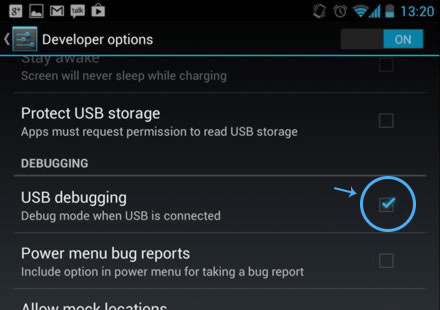 g+ M talk 13:20
Developer options ON
Stay awake
Screen will never sleep while charging
Protect USB storage
Apps must request permission to read USB storage
DEBUGGING
USB debugging
Debug mode when USB is connected
Power menu bug reports
Include option in power menu for taking a bug report
Allow mock locations